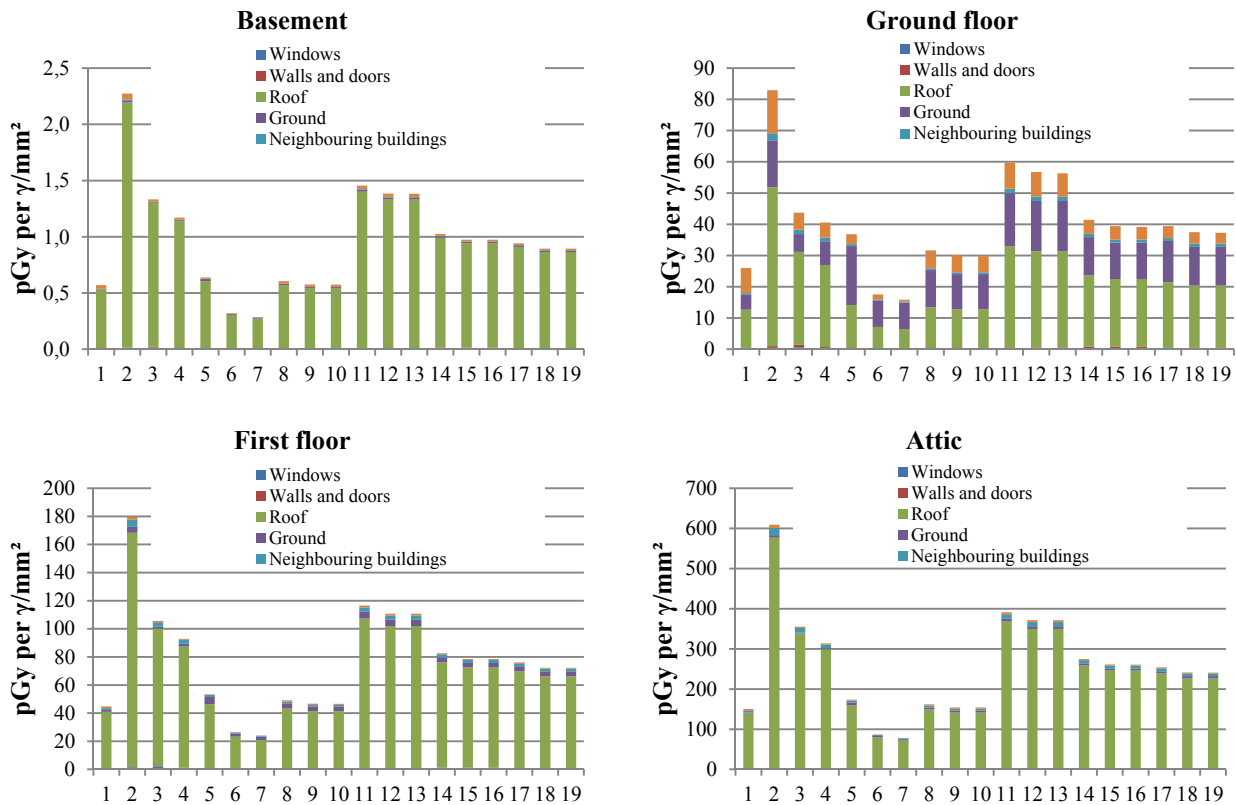 Basement
Windows
Walls and doors
Roof
Ground
Neighbouring buildings
pGy per γ/mm²
2,5
2,0
1,5
1,0
0,5
0,0
1 2 3 4 5 6 7 8 9 10 11 12 13 14 15 16 17 18 19
Ground floor
Windows
Walls and doors
Roof
Ground
Neighbouring buildings
pGy per γ/mm²
90
80
70
60
50
40
30
20
10
0
1 2 3 4 5 6 7 8 9 10 11 12 13 14 15 16 17 18 19
First floor
Windows
Walls and doors
Roof
Ground
Neighbouring buildings
pGy per γ/mm²
200
180
160
140
120
100
80
60
40
20
0
1 2 3 4 5 6 7 8 9 10 11 12 13 14 15 16 17 18 19
Attic
Windows
Walls and doors
Roof
Ground
Neighbouring buildings
pGy per γ/mm²
700
600
500
400
300
200
100
0
1 2 3 4 5 6 7 8 9 10 11 12 13 14 15 16 17 18 19